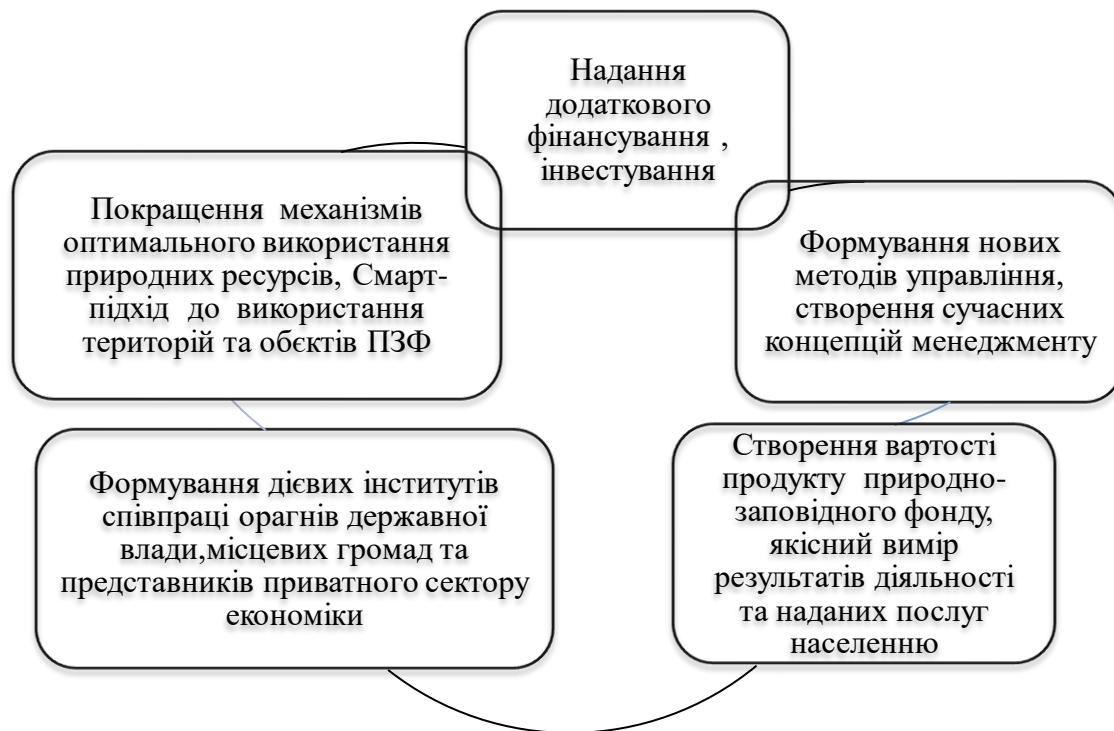 Надання
додаткового
фінансування ,
інвестування
Покращення механізмів
оптимального використання
природних ресурсів, Смарт-
підхід до використання
територій та обєктів ПЗФ
Формування нових
методів управління,
створення сучасних
концепцій менеджменту
Формування дієвих інститутів
співпраці орагнів державної
влади,місцевих громад та
представників приватного сектору
економіки
Створення вартості
продукту природно-
заповідного фонду,
якісний вимір
результатів діяльності
та наданих послуг
населенню